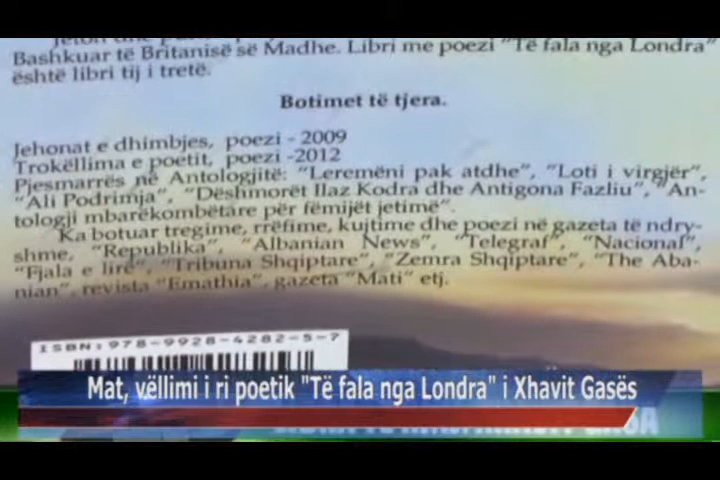 Bashkuar të Britanisë së Madhe. Libri me poezi "Të fala nga Londra"
është libri tij i tretë.
Botimet të tjera.
Jehonat e dhimbjes, poezi - 2009
Trokëllima e poetit, poezi -2012
Pjesmarrës në Antologjitë: "Leremëni pak atdhe", "Loti i virgjër",
"Ali Podrimja", "Dëshmorët Ilaz Kodra dhe Antigona Fazliu", "An-
tologji mbarëkombëtare për fëmijët jetimë".
Ka botuar tregime, rrëfime, kujtime dhe poezi në gazeta të ndry-
shme, "Republika", "Albanian News", "Telegraf", "Nacional",
"Fjala e lirë", "Tribuna Shqiptare", "Zemra Shqiptare", "The Aba-
nian", revista "Emathia", gazeta "Mati" etj.
ISBN: 978-9928-4282-5-7
Mat, vëllimi i ri poetik "Të fala nga Londra" i Xhavit Gasës